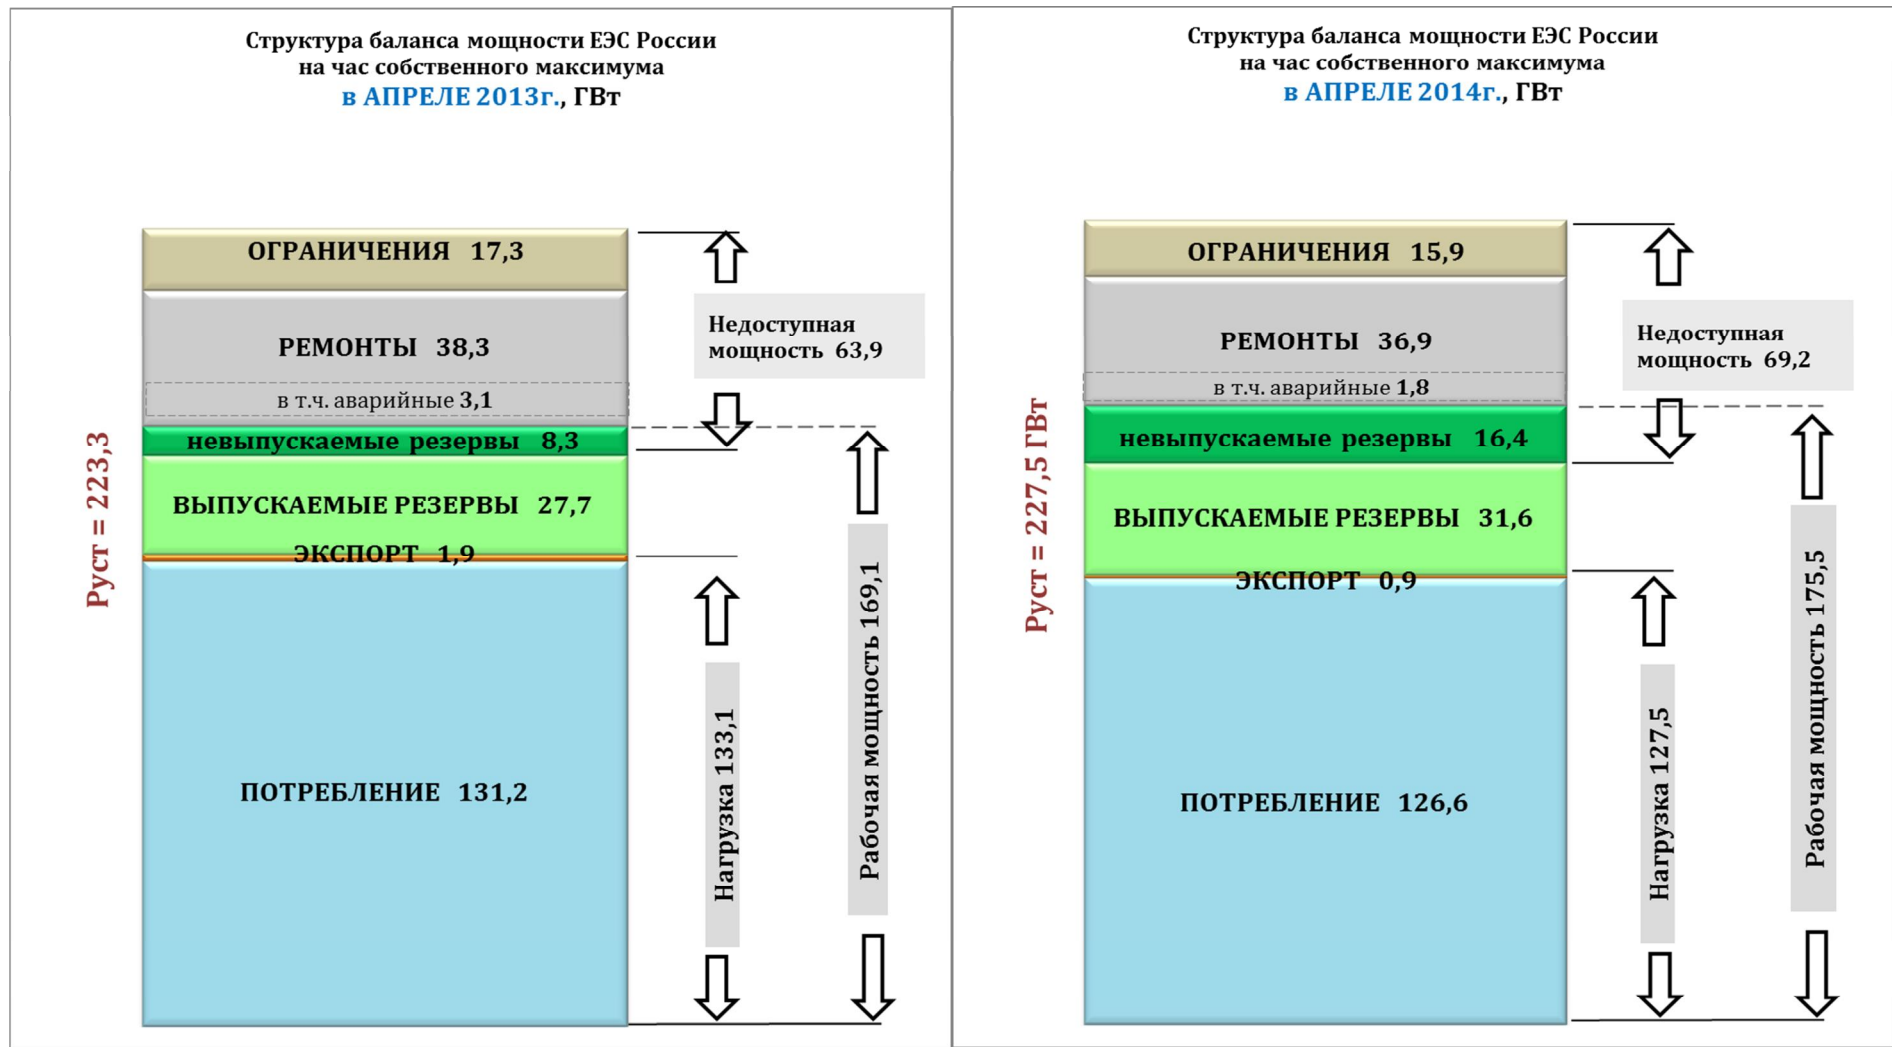 Структура баланса мощности ЕЭС России
на час собственного максимума
в АПРЕЛЕ 2013г., ГВт
Руст = 223,3
ОГРАНИЧЕНИЯ 17,3
РЕМОНТЫ 38,3
в т.ч. аварийные 3,1
невыпускаемые резервы 8,3
ВЫПУСКАЕМЫЕ РЕЗЕРВЫ 27,7
ЭКСПОРТ 1,9
ПОТРЕБЛЕНИЕ 131,2
Недоступная
мощность 63,9
Нагрузка 133,1
Рабочая мощность 169,1
Структура баланса мощности ЕЭС России
на час собственного максимума
в АПРЕЛЕ 2014г., ГВт
Руст = 227,5 ГВт
ОГРАНИЧЕНИЯ 15,9
РЕМОНТЫ 36,9
в т.ч. аварийные 1,8
невыпускаемые резервы 16,4
ВЫПУСКАЕМЫЕ РЕЗЕРВЫ 31,6
ЭКСПОРТ 0,9
ПОТРЕБЛЕНИЕ 126,6
Недоступная
мощность 69,2
Нагрузка 127,5
Рабочая мощность 175,5